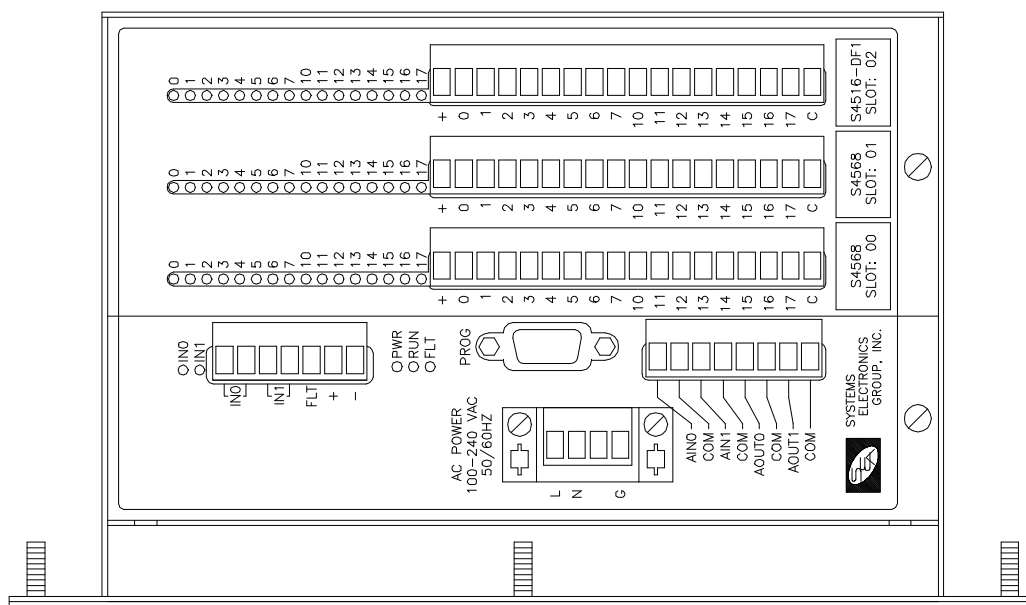 0 1 2 3 4 5 6 7 10 11 12 13 14 15 16 17
+ 0 1 2 3 4 5 6 7 10 11 12 13 14 15 16 17 C
S4516-DF1
SLOT: 02
0 1 2 3 4 5 6 7 10 11 12 13 14 15 16 17
+ 0 1 2 3 4 5 6 7 10 11 12 13 14 15 16 17 C
S4568
SLOT: 01
0 1 2 3 4 5 6 7 10 11 12 13 14 15 16 17
+ 0 1 2 3 4 5 6 7 10 11 12 13 14 15 16 17 C
S4568
SLOT: 00
IN0
IN1
IN0
IN1
FLT
+
-
PWR
RUN
FLT
PROG
AC POWER
100-240 VAC
50/60HZ
L
N
G
AIN0
COM
AIN1
COM
AOUT0
COM
AOUT1
COM
SYSTEMS
ELECTRONICS
GROUP, INC.